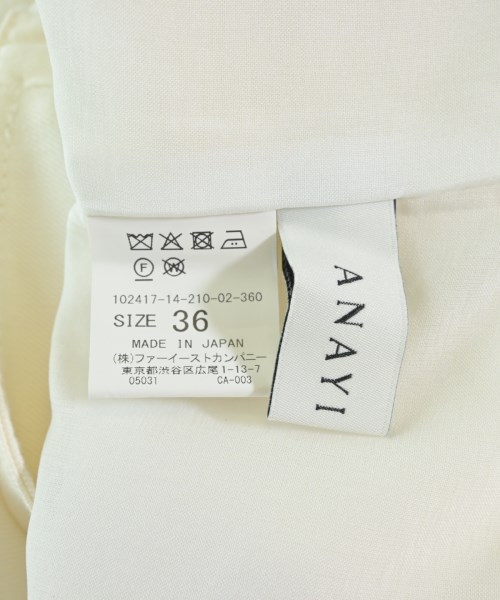 F W
102417-14-210-02-360
SIZE 36
MADE IN JAPAN
(株)ファーイーストカンパニー
東京都渋谷区広尾1-13-7
05031 CA-003
ANAYI